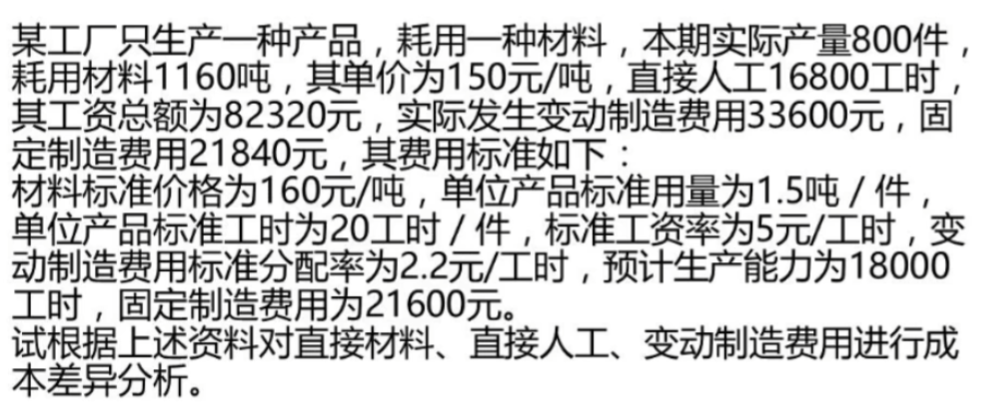 某工厂只生产一种产品，耗用一种材料，本期实际产量800件，
耗用材料1160吨，其单价为150元/吨，直接人工16800工时，
其工资总额为82320元，实际发生变动制造费用33600元，固
定制造费用21840元，其费用标准如下：
材料标准价格为160元/吨，单位产品标准用量为1.5吨／件，
单位产品标准工时为20工时／件，标准工资率为5元/工时，变
动制造费用标准分配率为2.2元/工时，预计生产能力为18000
工时，固定制造费用为21600元。
试根据上述资料对直接材料、直接人工、变动制造费用进行成
本差异分析。